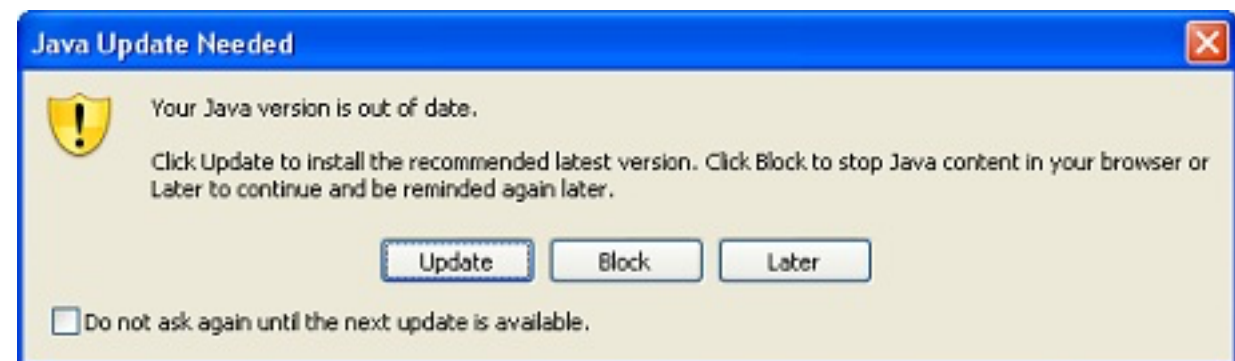 Java Update Needed
Your Java version is out of date.
Click Update to install the recommended latest version. Click Block to stop Java content in your browser or
Later to continue and be reminded again later.
Update Block Later
Do not ask again until the next update is available.